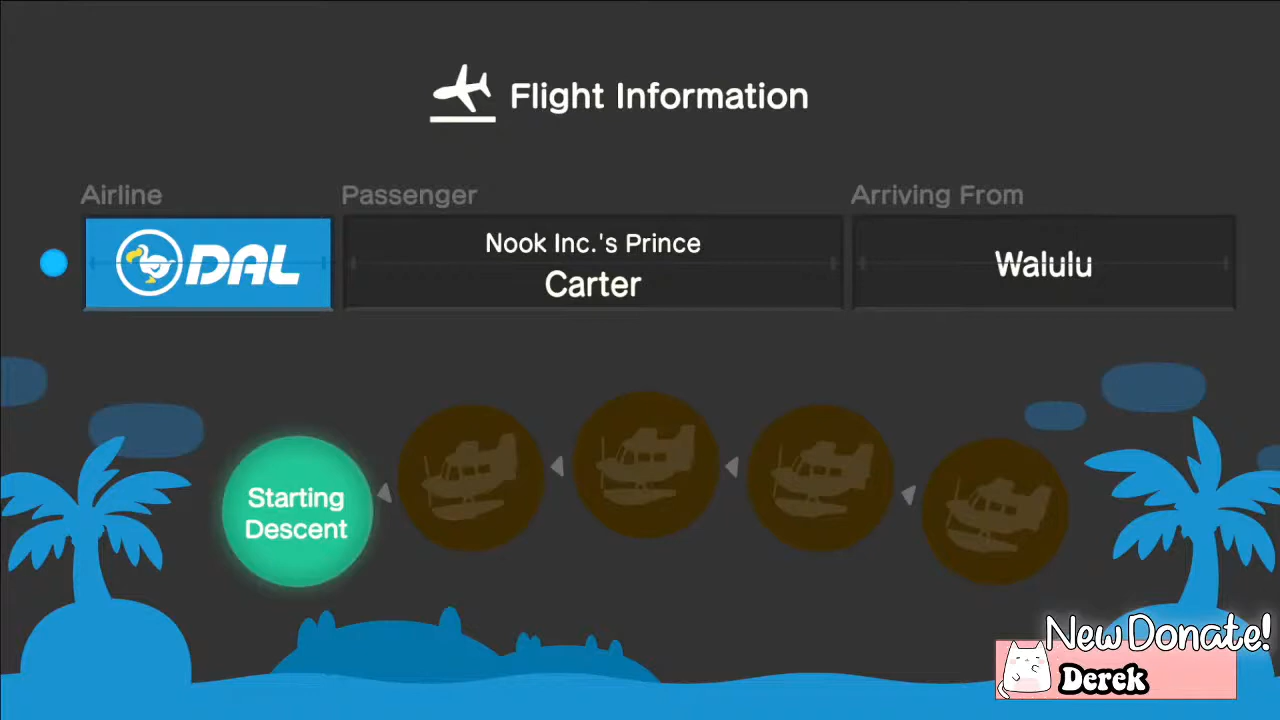 Flight Information
Airline
Passenger
Arriving From
DAL
Nook Inc.'s Prince
Carter
Walulu
Starting
Descent
New Donate!
Derek